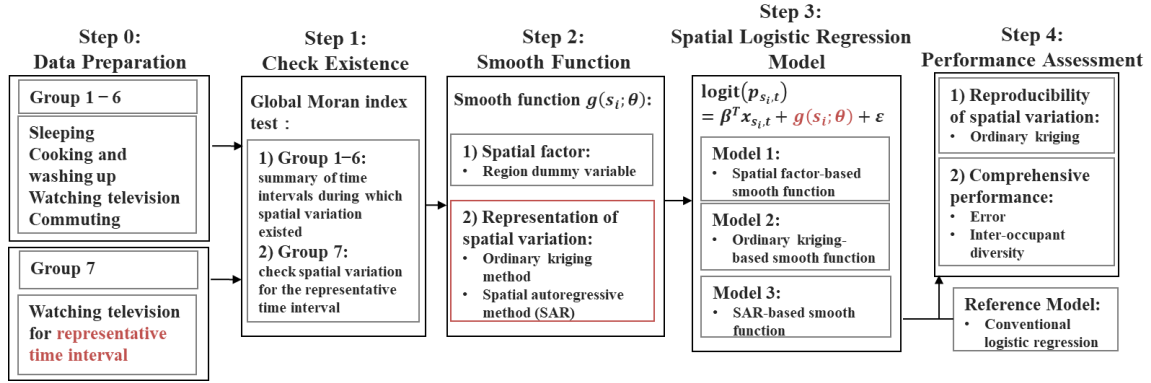 Step 0:
Data Preparation
Group 1 – 6
Sleeping
Cooking and
washing up
Watching television
Commuting
Group 7
Watching television
for representative
time interval
Step 1:
Check Existence
Global Moran index
test :
1) Group 1–6:
summary of time
intervals during which
spatial variation
existed
2) Group 7:
check spatial variation
for the representative
time interval
Step 2:
Smooth Function
Smooth function g(sᵢ; θ):
1) Spatial factor:
• Region dummy variable
2) Representation of
spatial variation:
• Ordinary kriging
method
• Spatial autoregressive
method (SAR)
Step 3:
Spatial Logistic Regression
Model
logit(p_{sᵢ,t})
= βᵀx_{sᵢ,t} + g(sᵢ; θ) + ε
Model 1:
• Spatial factor-based
smooth function
Model 2:
• Ordinary kriging-
based smooth function
Model 3:
• SAR-based smooth
function
Step 4:
Performance Assessment
1) Reproducibility
of spatial variation:
• Ordinary kriging
2) Comprehensive
performance:
• Error
• Inter-occupant
diversity
Reference Model:
• Conventional
logistic regression